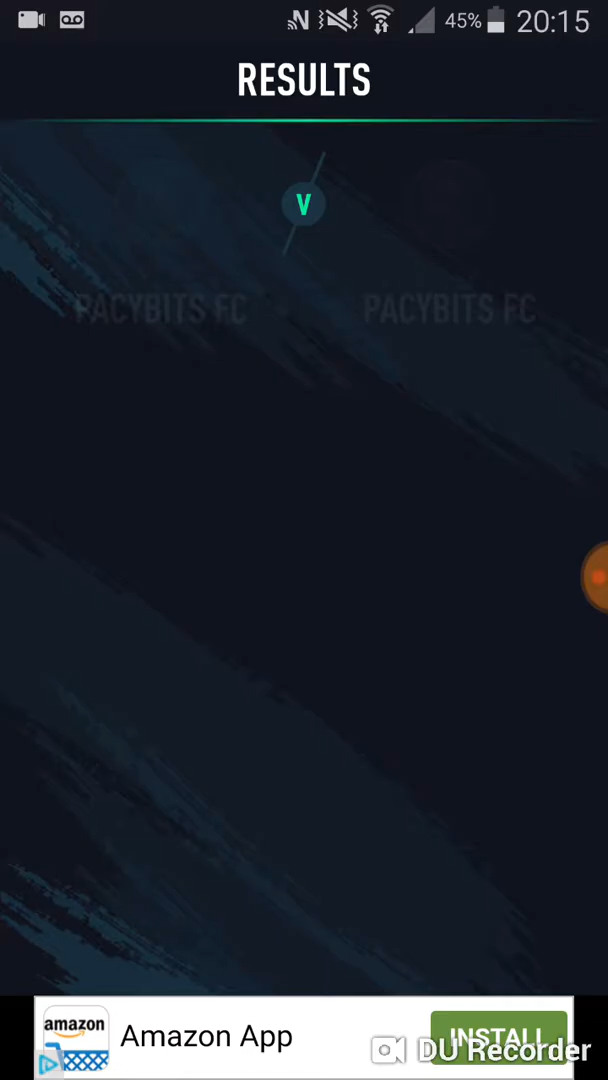 45% 20:15
RESULTS
V
PACYBITS FC PACYBITS FC
amazon
Amazon App
INSTALL
DU Recorder